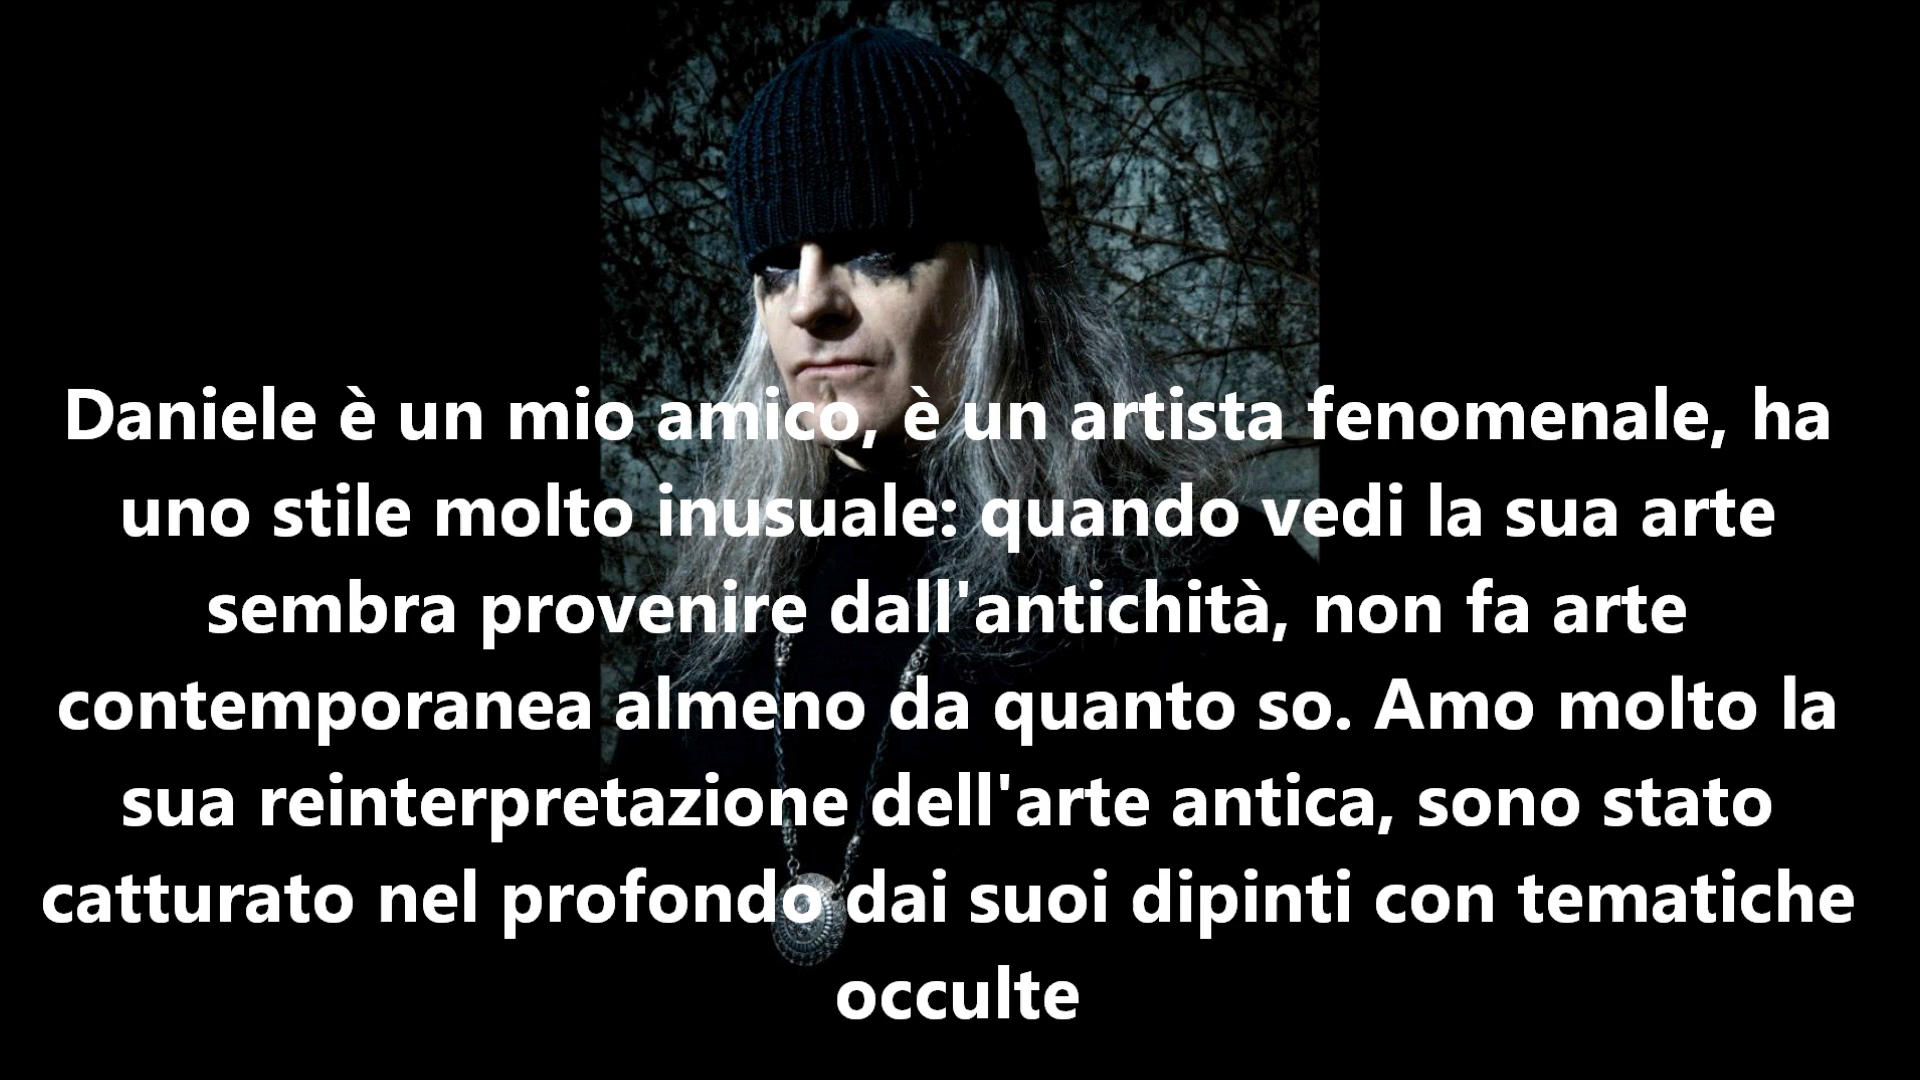 Daniele è un mio amico, è un artista fenomenale, ha
uno stile molto inusuale: quando vedi la sua arte
sembra provenire dall'antichità, non fa arte
contemporanea almeno da quanto so. Amo molto la
sua reinterpretazione dell'arte antica, sono stato
catturato nel profondo dai suoi dipinti con tematiche
occulte